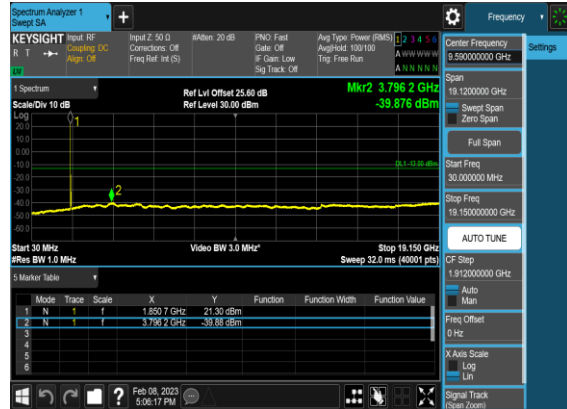 Spectrum Analyzer 1
Swept SA
+
Frequency
KEYSIGHT
R T
LW
Input: RF
Coupling: DC
Align: Off
Input Z: 50 Ω
Corrections: Off
Freq Ref: Int (S)
#Atten: 20 dB
PNO: Fast
Gate: Off
IF Gain: Low
Sig Track: Off
Avg Type: Power (RMS)
Avg|Hold: 100/100
Trig: Free Run
1 2 3 4 5 6
A W W W W W
A N N N N N
1 Spectrum
Scale/Div 10 dB
Ref Lvl Offset 25.60 dB
Ref Level 30.00 dBm
Mkr2 3.796 2 GHz
-39.876 dBm
Log
20.0
10.0
0.00
-10.0
-20.0
-30.0
-40.0
-50.0
-60.0
1
2
DL1 -13.00 dBm
Start 30 MHz
#Res BW 1.0 MHz
Video BW 3.0 MHz*
Stop 19.150 GHz
Sweep 32.0 ms (40001 pts)
5 Marker Table
Mode Trace Scale X Y Function Function Width Function Value
1 N 1 f 1.850 7 GHz 21.30 dBm
2 N 1 f 3.796 2 GHz -39.88 dBm
3
4
5
6
Feb 08, 2023
5:06:17 PM
?
Center Frequency
9.590000000 GHz
Settings
Span
19.1200000 GHz
Swept Span
Zero Span
Full Span
Start Freq
30.000000 MHz
Stop Freq
19.150000000 GHz
AUTO TUNE
CF Step
1.912000000 GHz
Auto
Man
Freq Offset
0 Hz
X Axis Scale
Log
Lin
Signal Track
(Span Zoom)